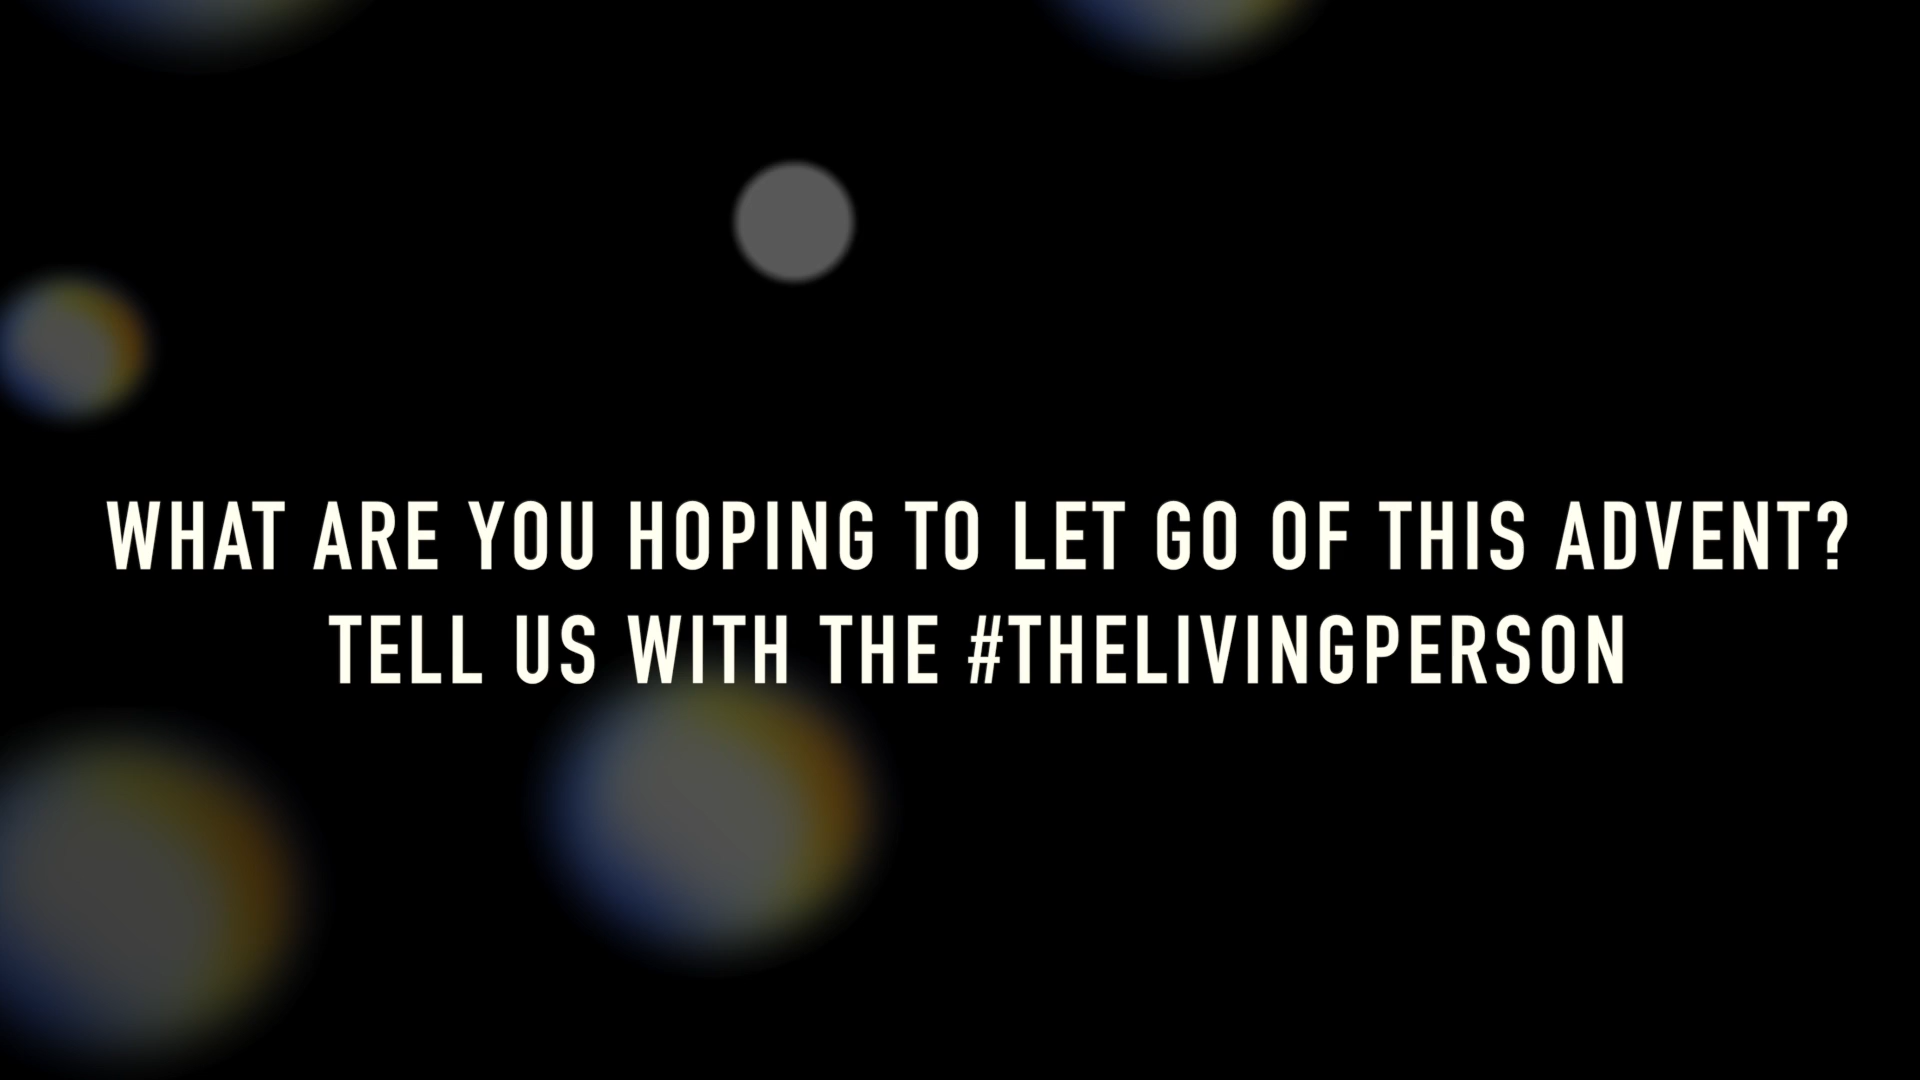 WHAT ARE YOU HOPING TO LET GO OF THIS ADVENT?
TELL US WITH THE #THELIVINGPERSON